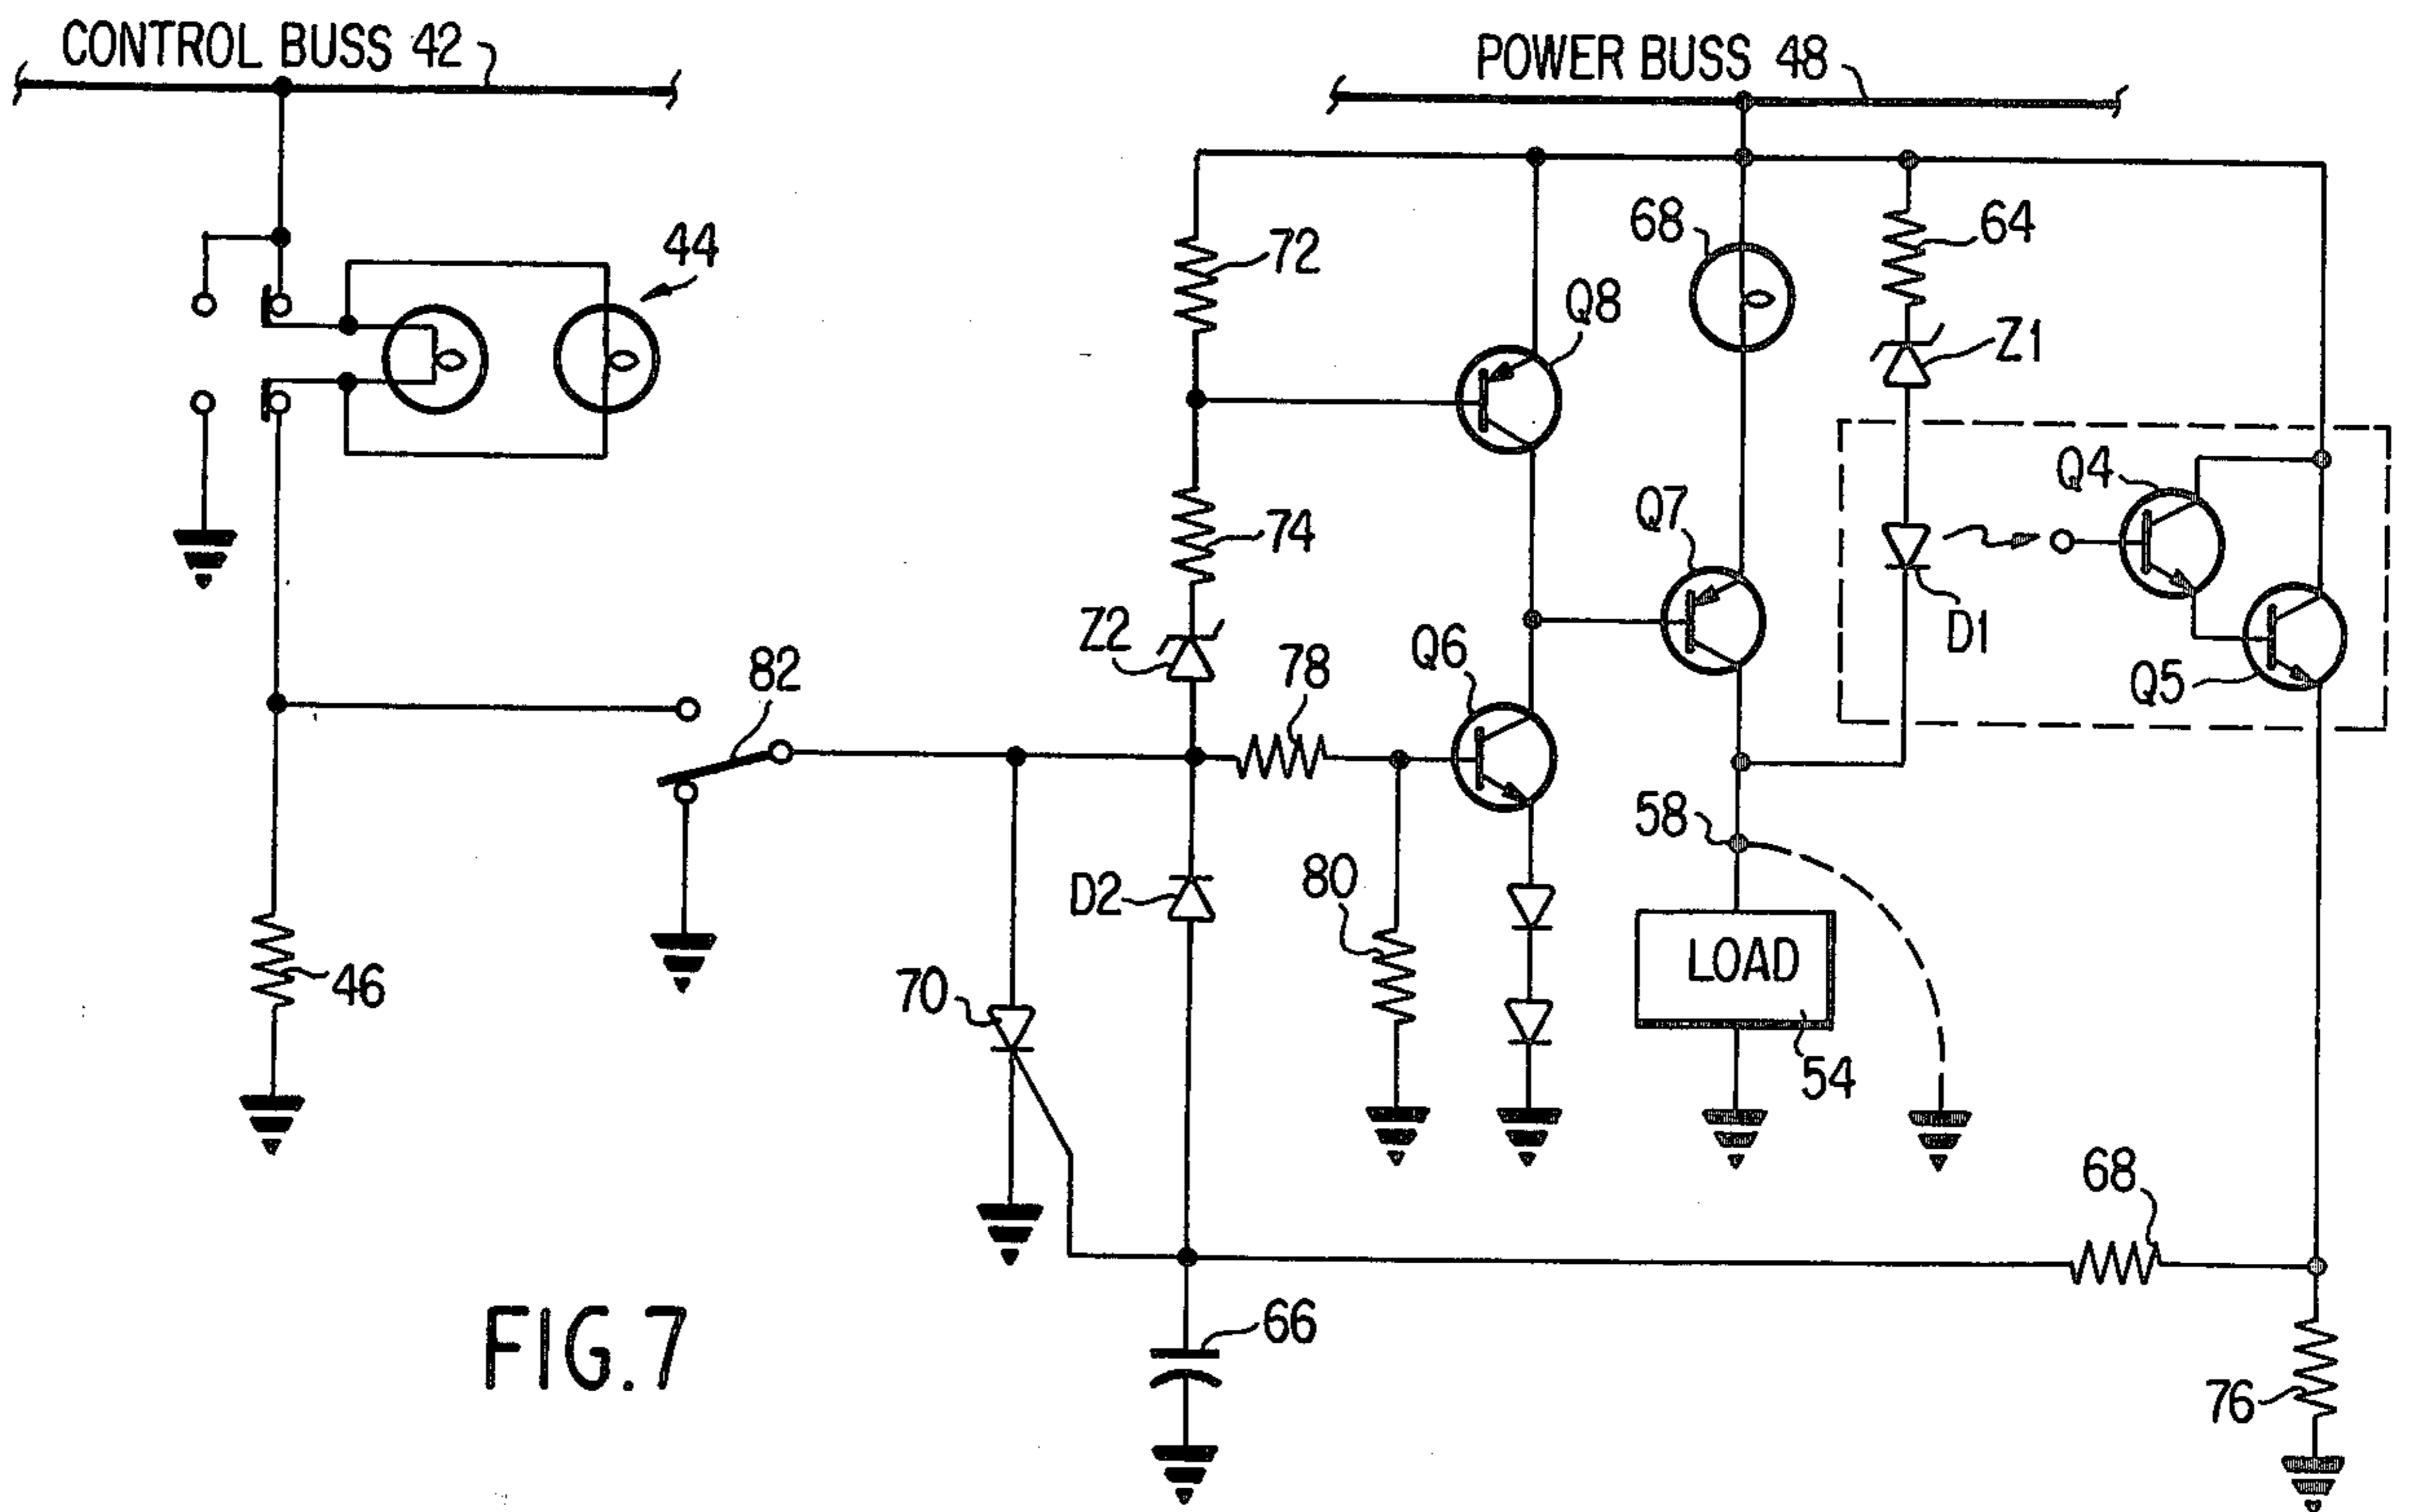 CONTROL BUSS 42
POWER BUSS 48
44
72
68
64
Q8
Z1
Q4
Q7
74
Z2
82
78
Q6
D1
Q5
58
80
D2
LOAD
46
70
54
68
66
76
FIG.7